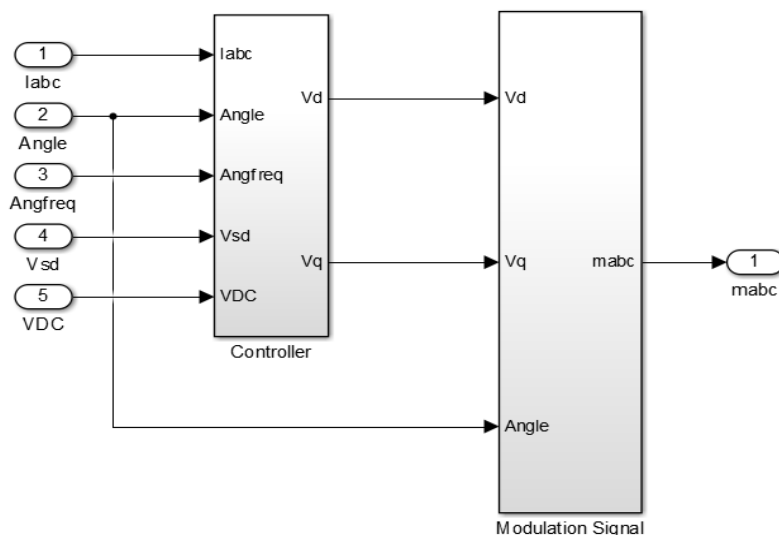 1
Iabc
2
Angle
3
Angfreq
4
Vsd
5
VDC
Iabc
Angle
Angfreq
Vsd
VDC
Vd
Vq
Controller
Vd
Vq
Angle
mabc
Modulation Signal
1
mabc